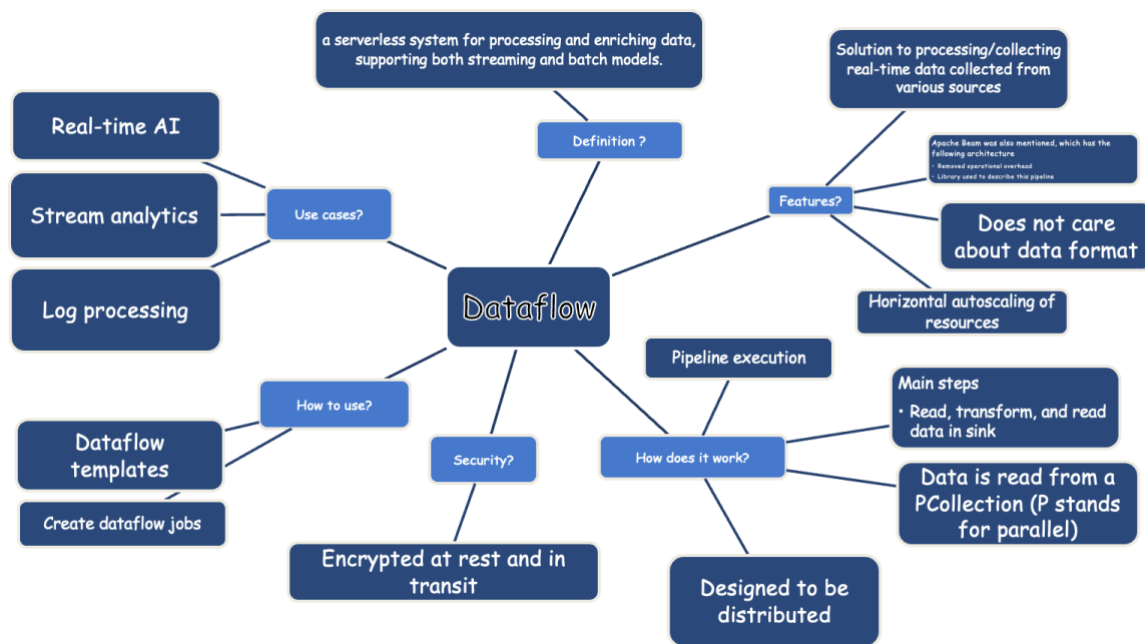 a serverless system for processing and enriching data,
supporting both streaming and batch models.
Solution to processing/collecting
real-time data collected from
various sources
Real-time AI
Definition ?
Apache Beam was also mentioned, which has the
following architecture
• Removed operational overhead
• Library used to describe this pipeline
Stream analytics
Use cases?
Features?
Does not care
about data format
Log processing
Dataflow
Horizontal autoscaling of
resources
Pipeline execution
How to use?
Main steps
• Read, transform, and read
data in sink
Dataflow
templates
Security?
How does it work?
Data is read from a
PCollection (P stands
for parallel)
Create dataflow jobs
Encrypted at rest and in
transit
Designed to be
distributed